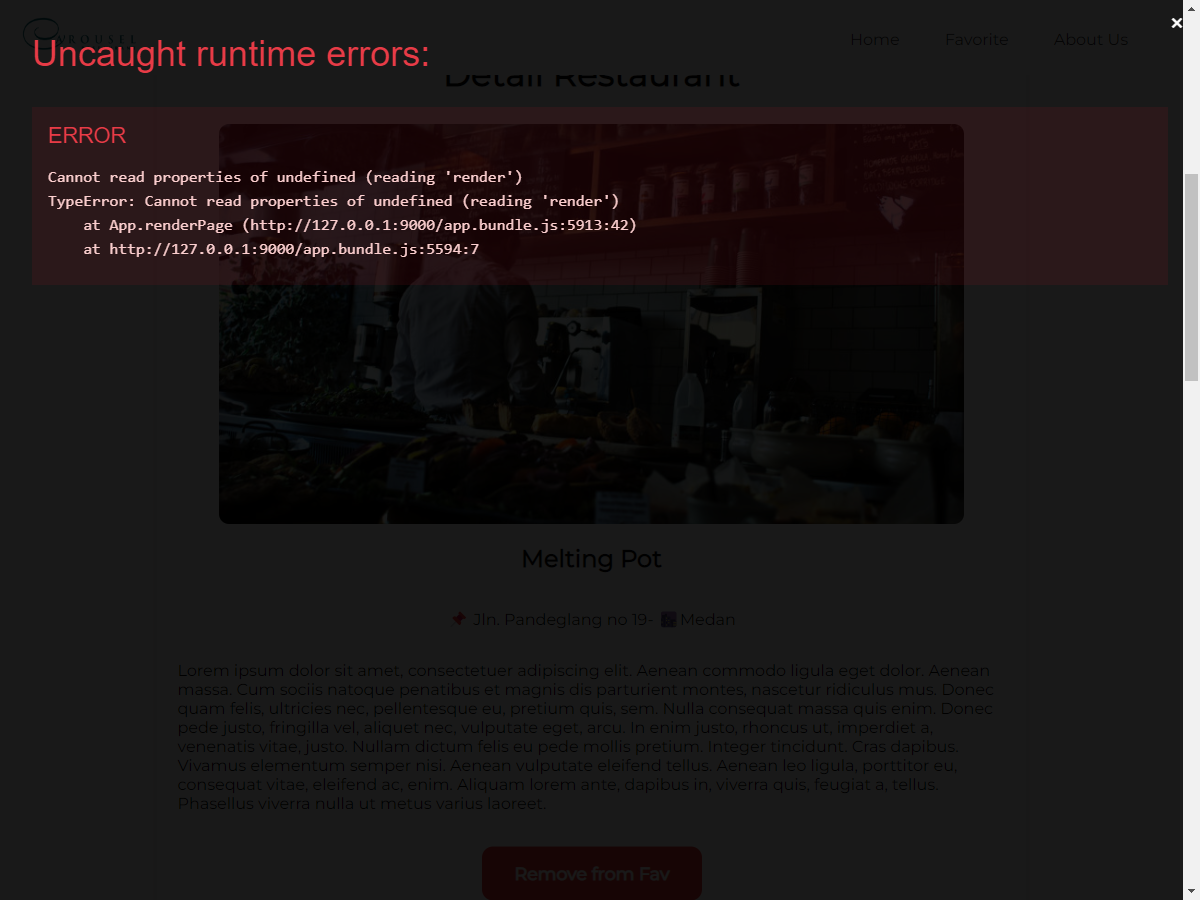 Home Favorite About Us
Uncaught runtime errors:
Detail Restaurant
ERROR
Cannot read properties of undefined (reading 'render')
TypeError: Cannot read properties of undefined (reading 'render')
at App.renderPage (http://127.0.0.1:9000/app.bundle.js:5913:42)
at http://127.0.0.1:9000/app.bundle.js:5594:7
Melting Pot
Jln. Pandeglang no 19- Medan
Lorem ipsum dolor sit amet, consectetuer adipiscing elit. Aenean commodo ligula eget dolor. Aenean
massa. Cum sociis natoque penatibus et magnis dis parturient montes, nascetur ridiculus mus. Donec
quam felis, ultricies nec, pellentesque eu, pretium quis, sem. Nulla consequat massa quis enim. Donec
pede justo, fringilla vel, aliquet nec, vulputate eget, arcu. In enim justo, rhoncus ut, imperdiet a,
venenatis vitae, justo. Nullam dictum felis eu pede mollis pretium. Integer tincidunt. Cras dapibus.
Vivamus elementum semper nisi. Aenean vulputate eleifend tellus. Aenean leo ligula, porttitor eu,
consequat vitae, eleifend ac, enim. Aliquam lorem ante, dapibus in, viverra quis, feugiat a, tellus.
Phasellus viverra nulla ut metus varius laoreet.
Remove from Fav